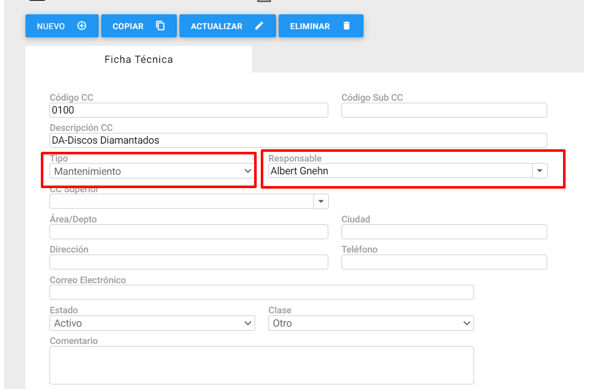 NUEVO COPIAR ACTUALIZAR ELIMINAR
Ficha Técnica
Código CC Código Sub CC
0100
Descripción CC
DA-Discos Diamantados
Tipo Responsable
Mantenimiento Albert Gnehn
CC Superior
Área/Depto Ciudad
Dirección Teléfono
Correo Electrónico
Estado Clase
Activo Otro
Comentario